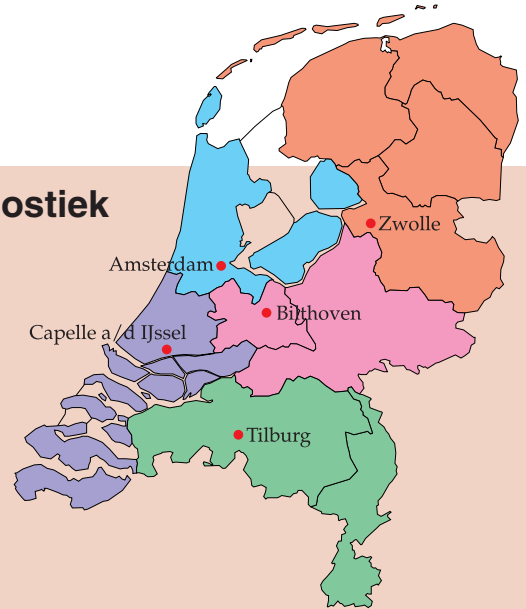 ostiek
Zwolle
Amsterdam
Bilthoven
Capelle a/d IJssel
Tilburg